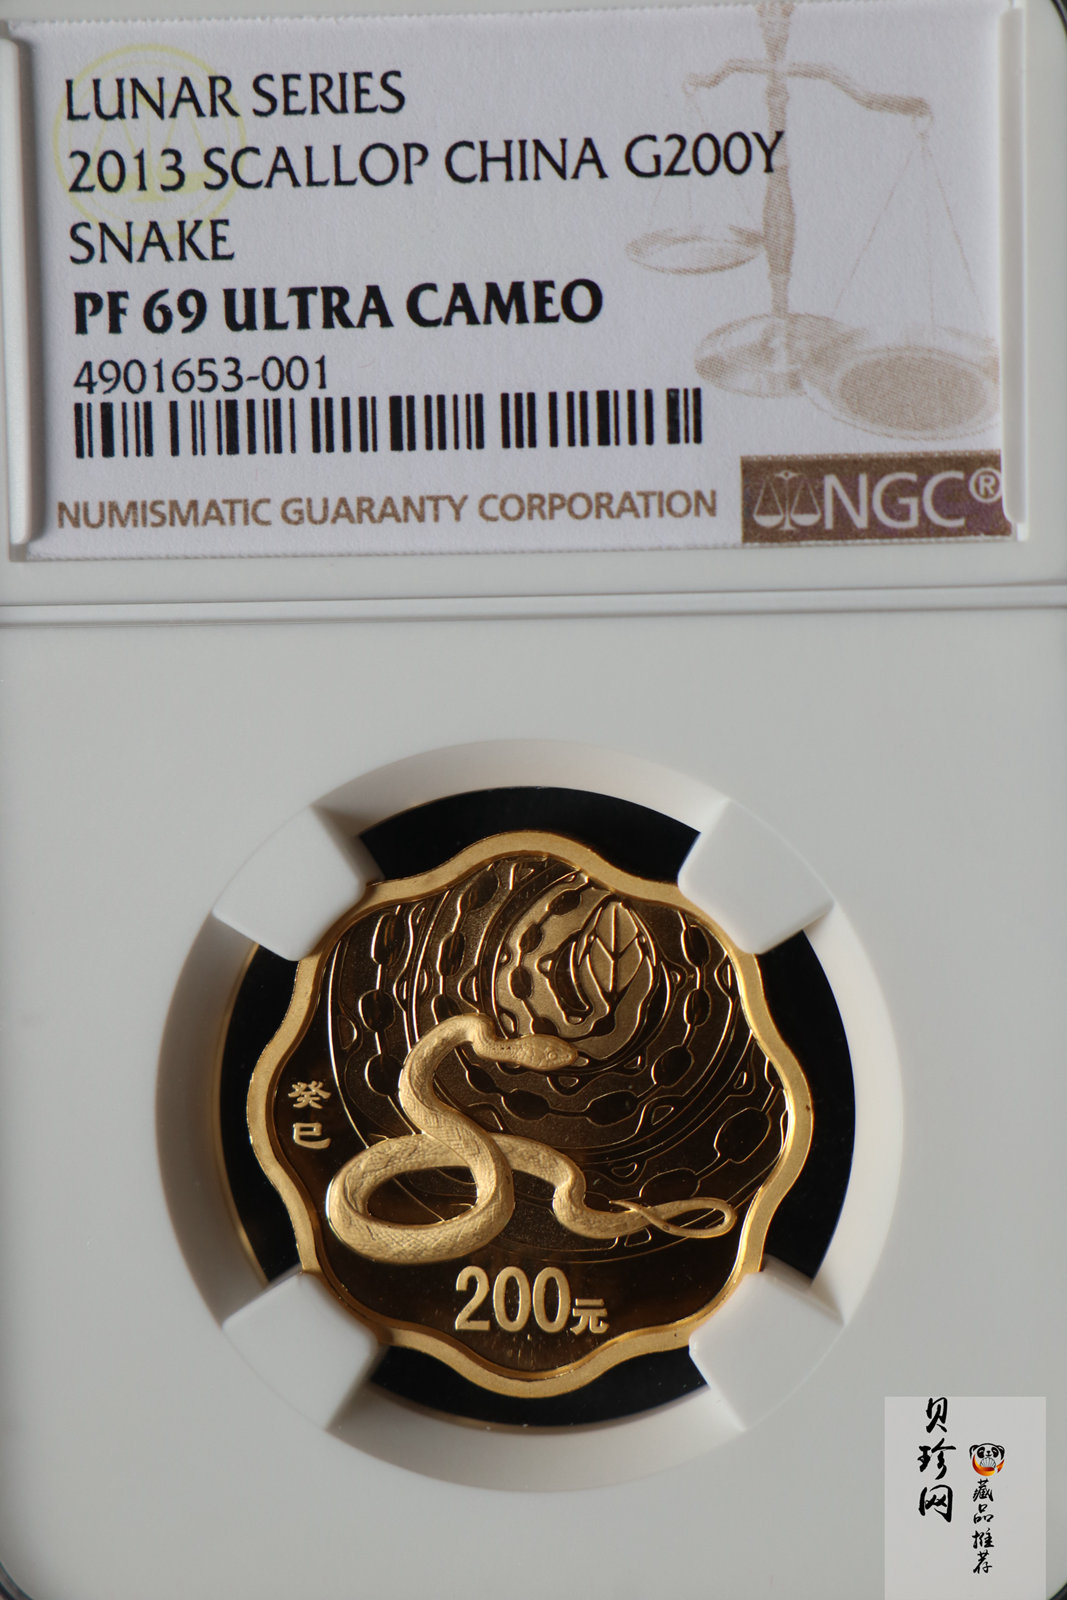 LUNAR SERIES
2013 SCALLOP CHINA G200Y
SNAKE
PF 69 ULTRA CAMEO
4901653-001
NUMISMATIC GUARANTY CORPORATION
NGC®
癸
巳
200元
贝珍网
藏品推荐